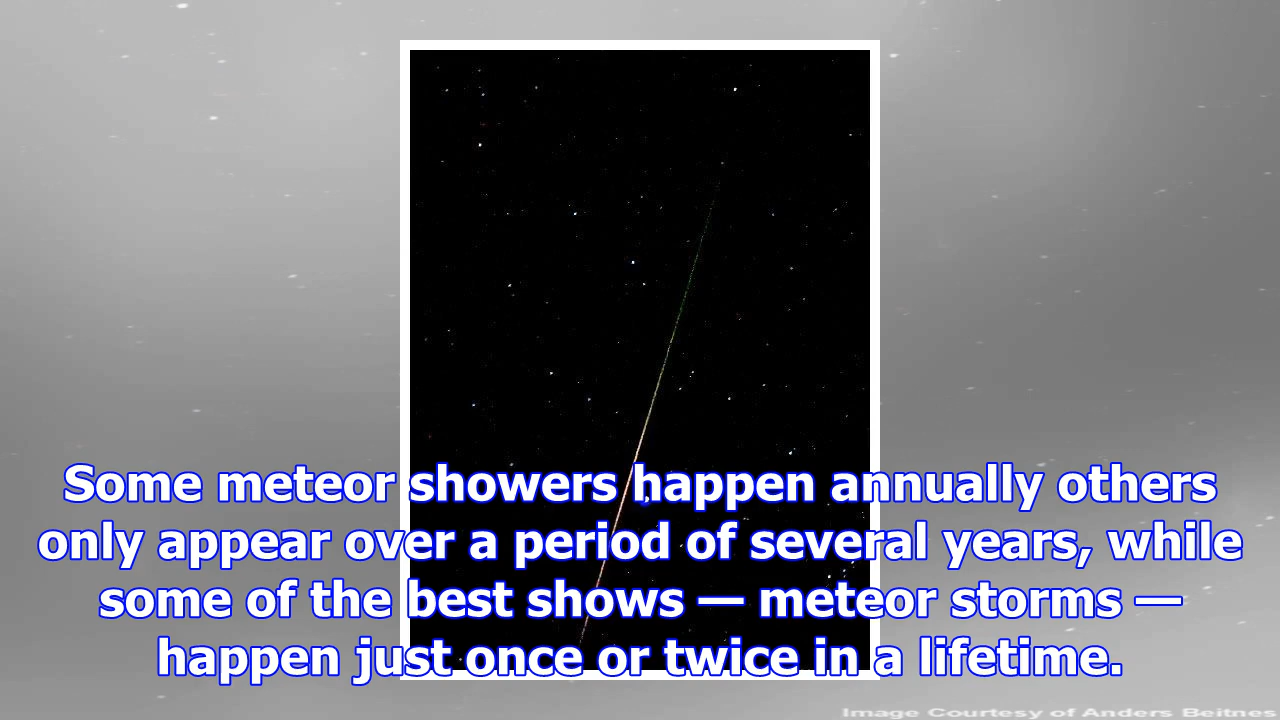 Some meteor showers happen annually others
only appear over a period of several years, while
some of the best shows — meteor storms —
happen just once or twice in a lifetime.
Image Courtesy of Anders Beitnes